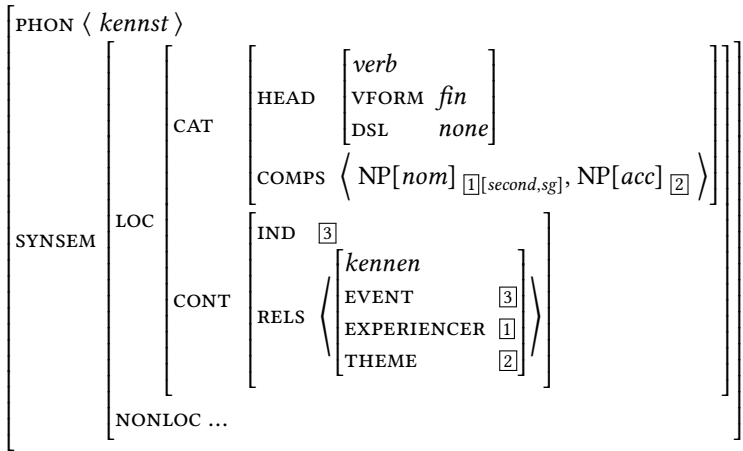 PHON ⟨ kennst ⟩
verb
HEAD VFORM fin
CAT DSL none
COMPS ⟨ NP[nom] 1[second,sg], NP[acc] 2 ⟩
LOC
SYNSEM IND 3
kennen
CONT EVENT 3
RELS ⟨ EXPERIENCER 1 ⟩
THEME 2
NONLOC ...